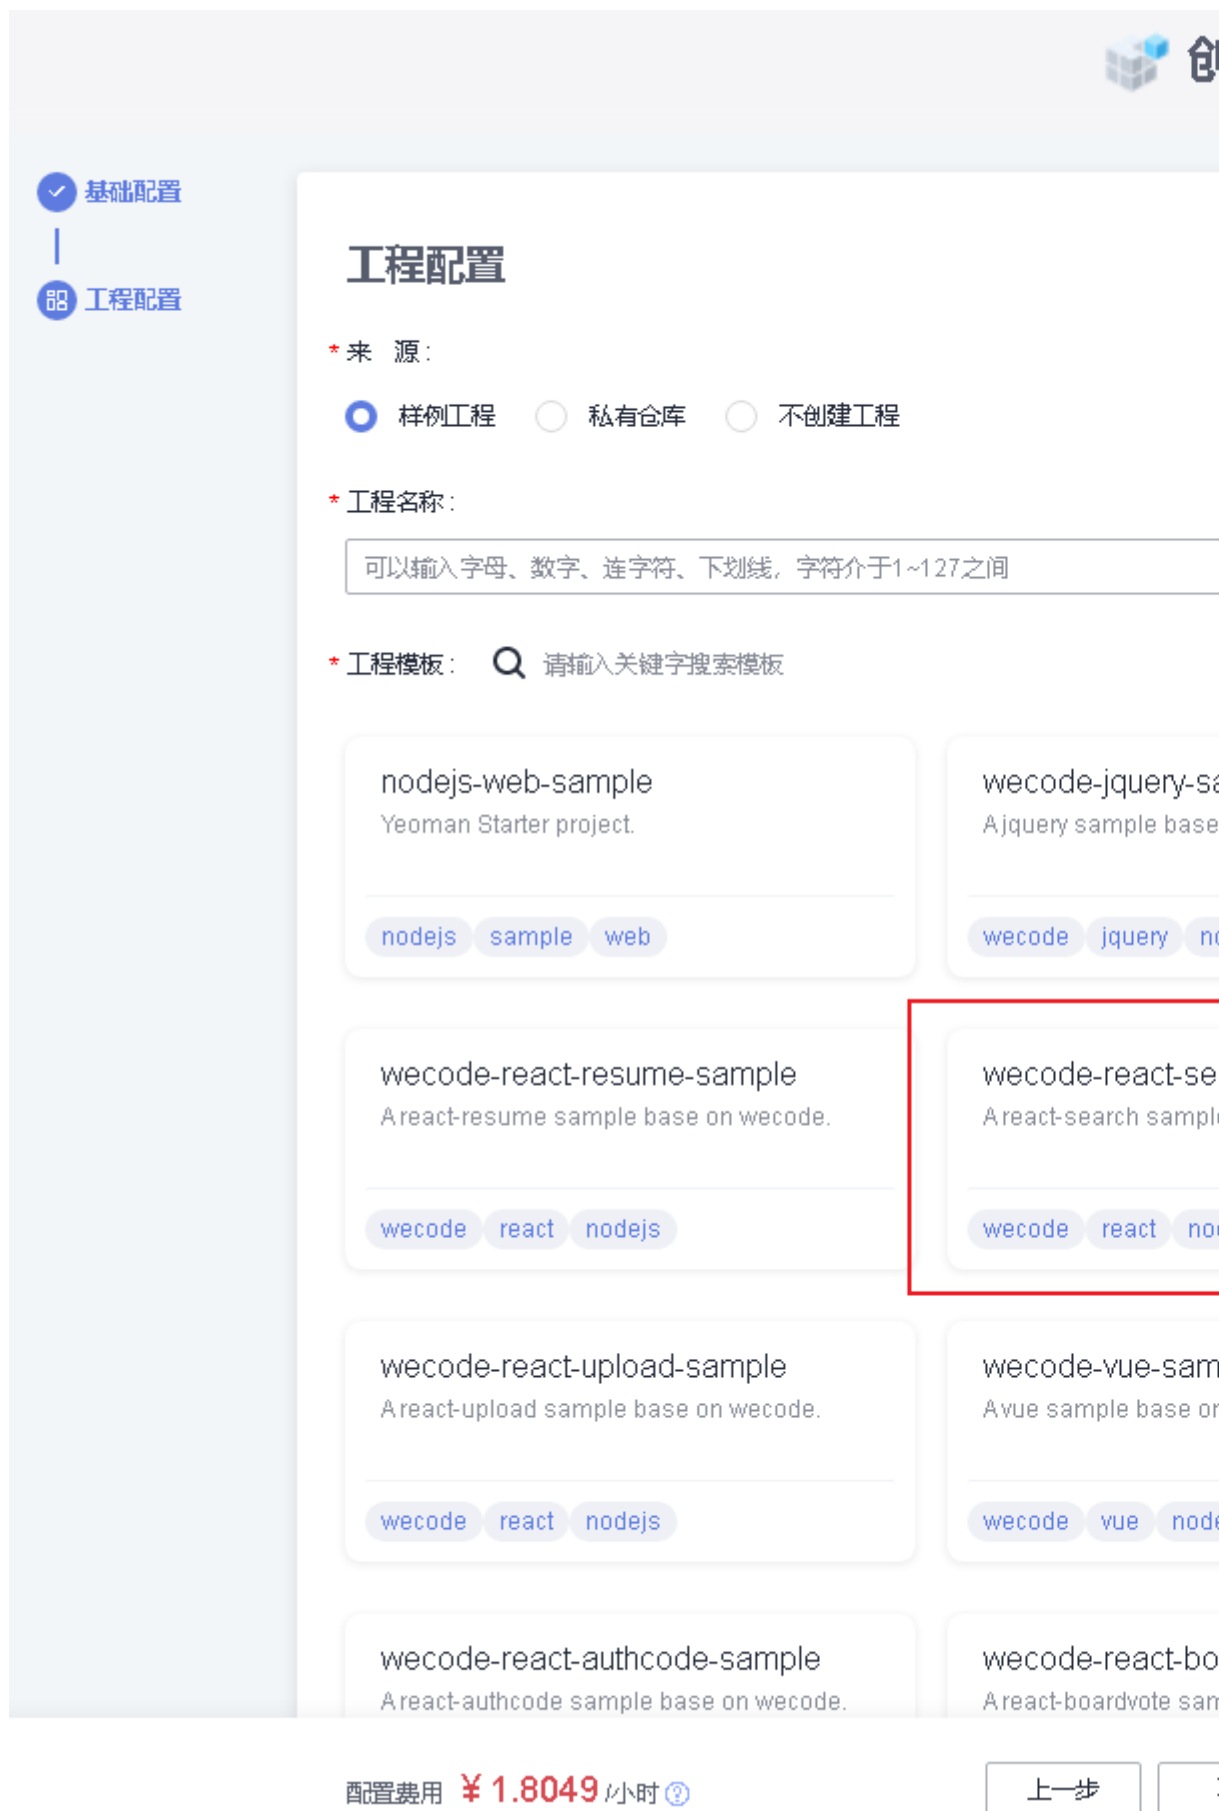 创
基础配置
工程配置
工程配置
* 来 源 :
样例工程 私有仓库 不创建工程
* 工程名称 :
可以输入字母、数字、连字符、下划线, 字符介于1~127之间
* 工程模板 : 请输入关键字搜索模板
nodejs-web-sample
Yeoman Starter project.
nodejs sample web
wecode-jquery-sa
A jquery sample base
wecode jquery no
wecode-react-resume-sample
A react-resume sample base on wecode.
wecode react nodejs
wecode-react-se
A react-search sample
wecode react nod
wecode-react-upload-sample
A react-upload sample base on wecode.
wecode react nodejs
wecode-vue-sam
A vue sample base on
wecode vue node
wecode-react-authcode-sample
A react-authcode sample base on wecode.
wecode-react-bo
A react-boardvote sam
配置费用 ¥ 1.8049 /小时 ?
上一步